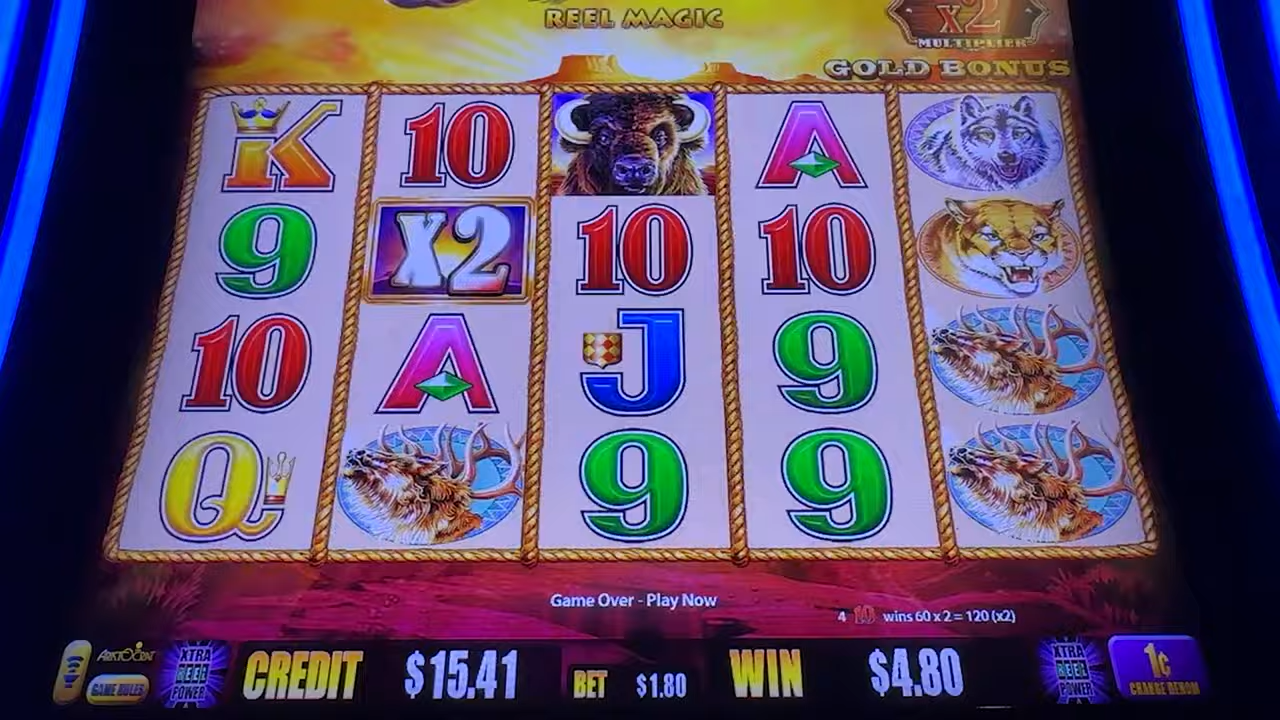 REEL MAGIC
x2
MULTIPLIER
GOLD BONUS
K 10 A
9 X2 10 10
10 A J 9
Q 9 9
Game Over - Play Now
4 10 wins 60 x 2 = 120 (x2)
ARISTOCRAT
GAME RULES
XTRA
REEL
POWER
CREDIT $15.41
BET $1.80
WIN $4.80
XTRA
REEL
POWER
1¢
CHANGE DENOM